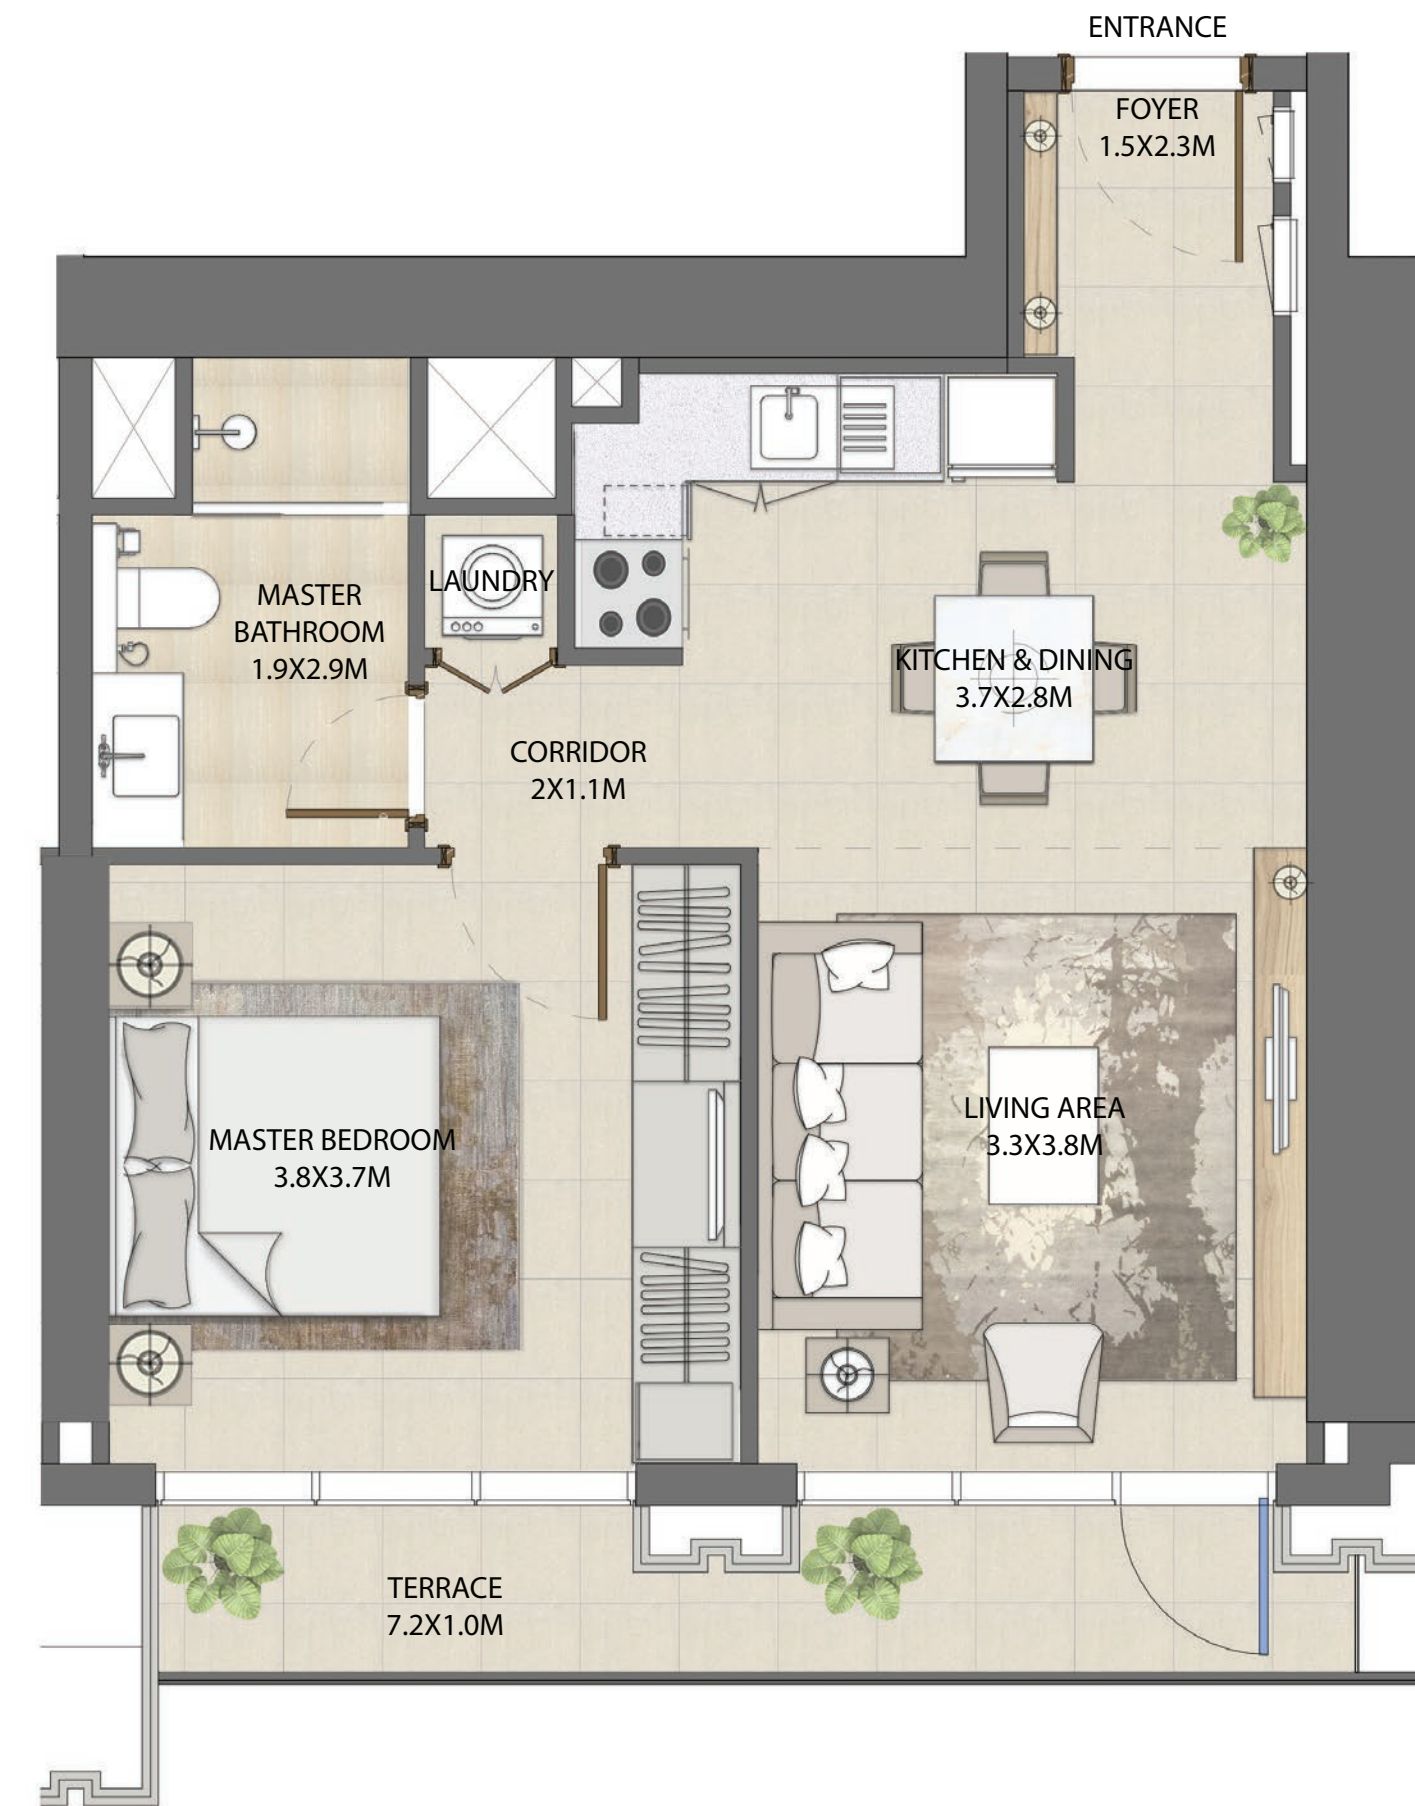 ENTRANCE
FOYER
1.5X2.3M
MASTER
BATHROOM
1.9X2.9M
LAUNDRY
KITCHEN & DINING
3.7X2.8M
CORRIDOR
2X1.1M
MASTER BEDROOM
3.8X3.7M
LIVING AREA
3.3X3.8M
TERRACE
7.2X1.0M